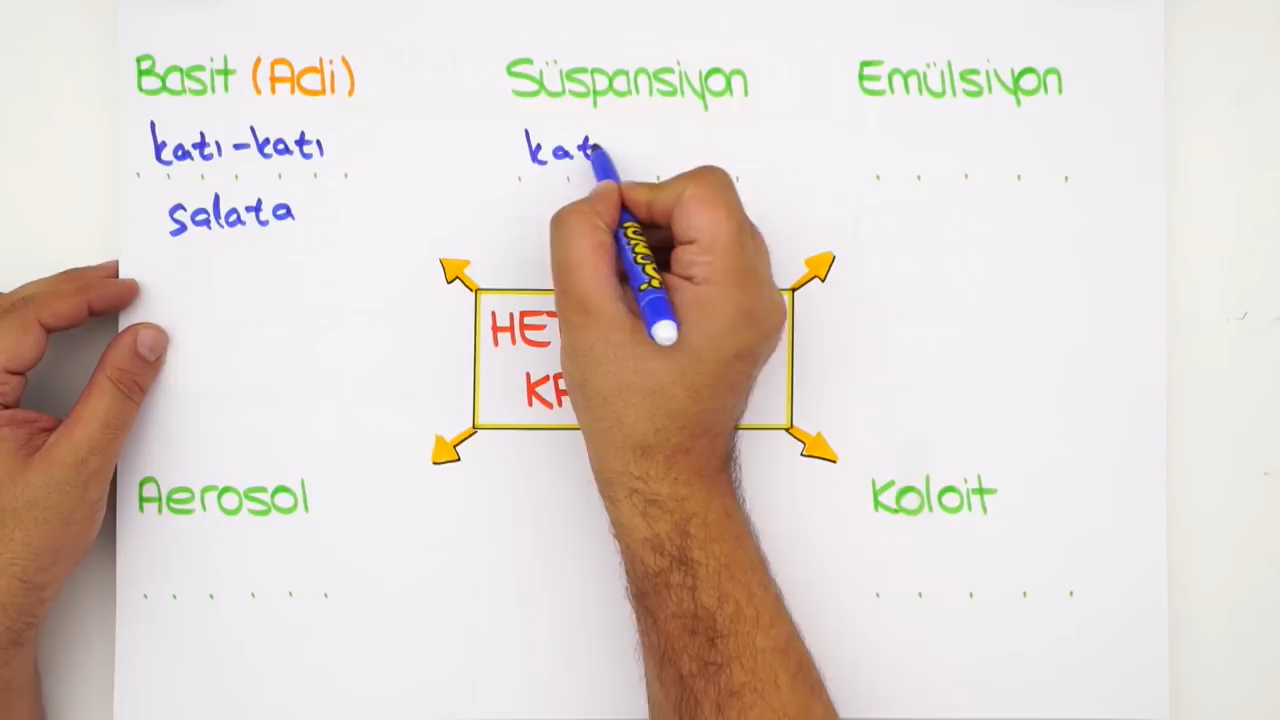 Basit (Adi)
katı-katı
salata
Süspansiyon
Emülsiyon
Aerosol
Koloit